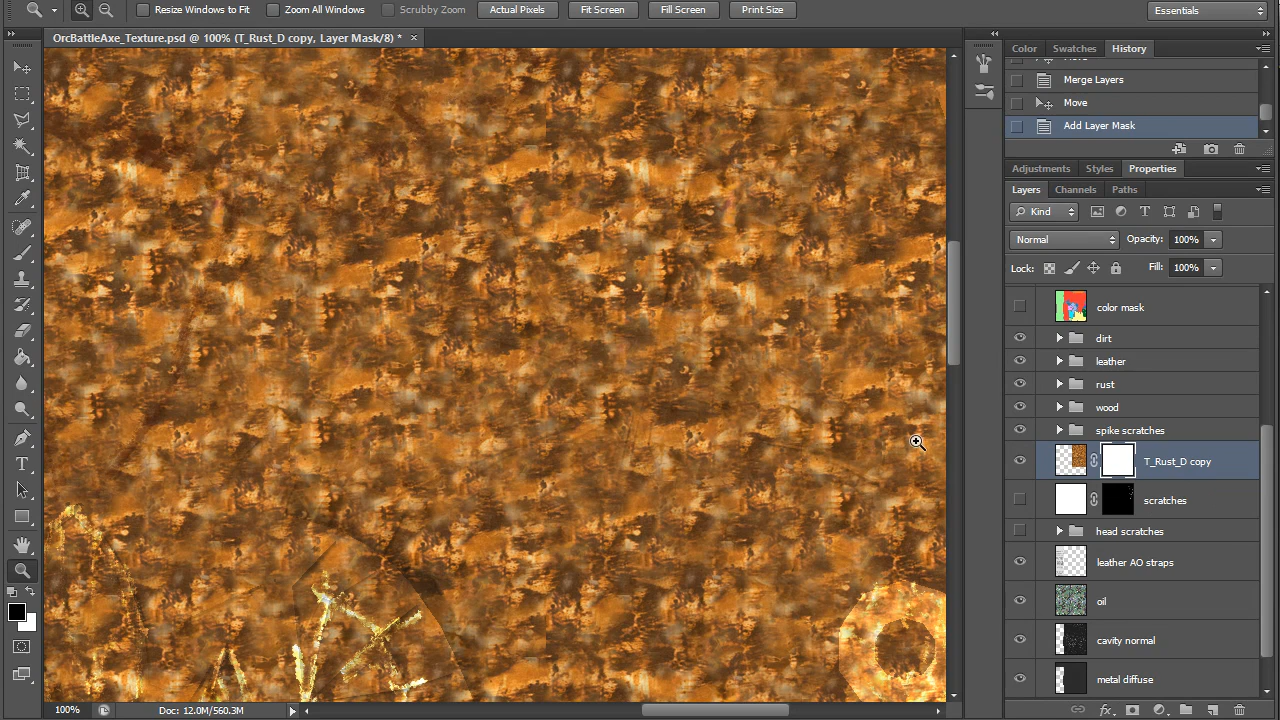 Resize Windows to Fit
Zoom All Windows
Scrubby Zoom
Actual Pixels
Fit Screen
Fill Screen
Print Size
Essentials
OrcBattleAxe_Texture.psd @ 100% (T_Rust_D copy, Layer Mask/8) *
Color
Swatches
History
Move
Merge Layers
Move
Add Layer Mask
Adjustments
Styles
Properties
Layers
Channels
Paths
Kind
Normal
Opacity: 100%
Lock:
Fill: 100%
color mask
dirt
leather
rust
wood
spike scratches
T_Rust_D copy
scratches
head scratches
leather AO straps
oil
cavity normal
metal diffuse
100%
Doc: 12.0M/560.3M